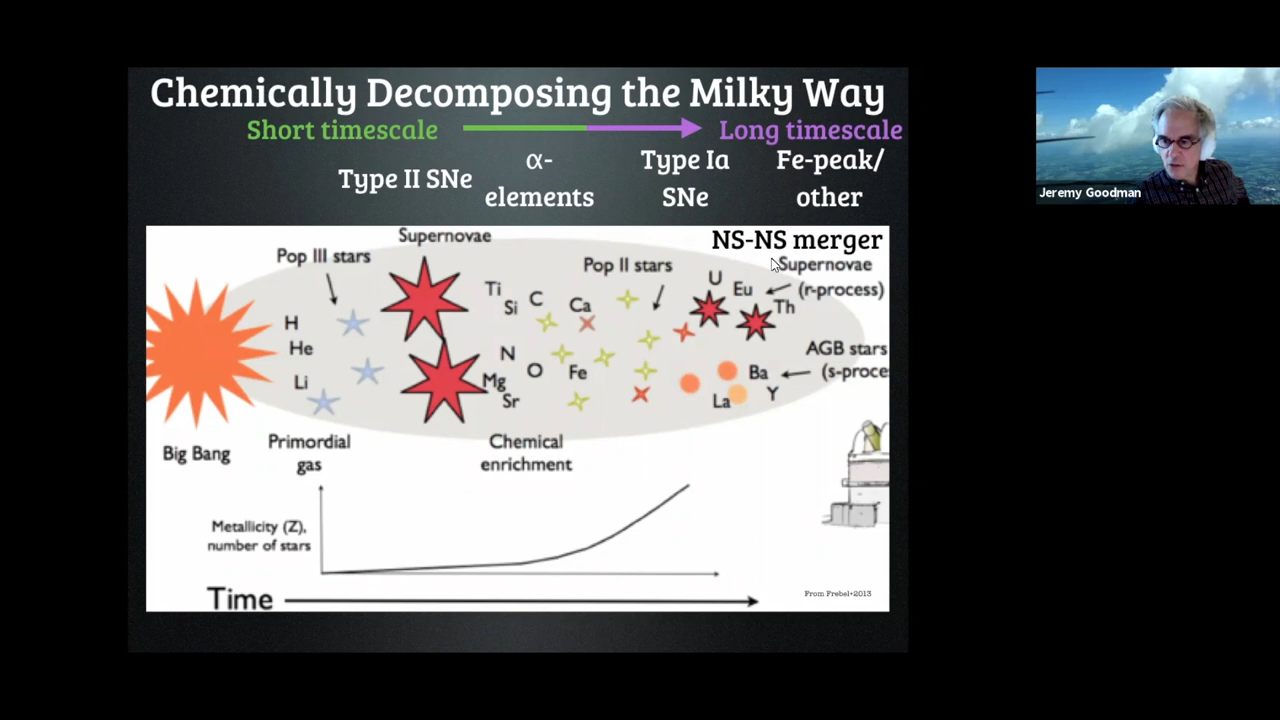 Chemically Decomposing the Milky Way
Short timescale
Long timescale
Type II SNe
α-
elements
Type Ia
SNe
Fe-peak/
other
Supernovae
NS-NS merger
Pop III stars
Pop II stars
Supernovae
(r-process)
U
Eu
Th
Ti
Si
C
Ca
H
He
Li
N
O
Fe
Mg
Sr
AGB stars
(s-proce
Ba
La
Y
Big Bang
Primordial
gas
Chemical
enrichment
Metallicity (Z),
number of stars
Time
From Frebel+2013
Jeremy Goodman